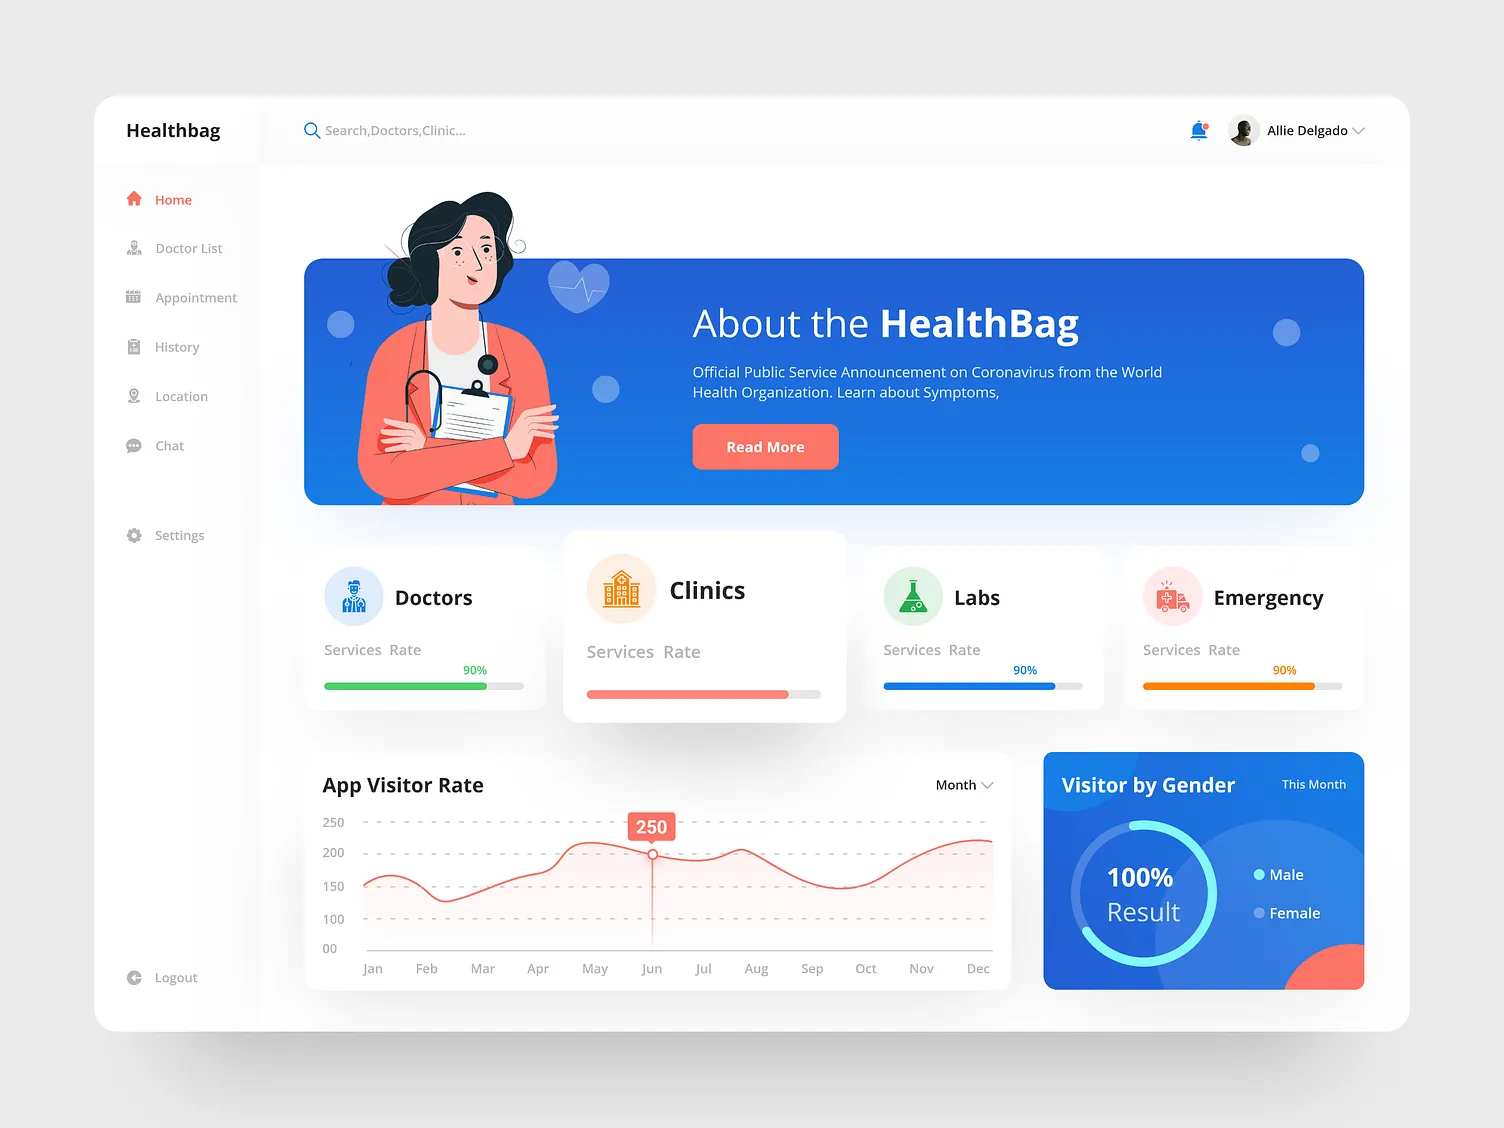 Healthbag
Search,Doctors,Clinic...
Allie Delgado
Home
Doctor List
Appointment
History
Location
Chat
Settings
Logout
About the HealthBag
Official Public Service Announcement on Coronavirus from the World
Health Organization. Learn about Symptoms,
Read More
Doctors
Services Rate
90%
Clinics
Services Rate
Labs
Services Rate
90%
Emergency
Services Rate
90%
App Visitor Rate
Month
250
200
150
100
00
250
Jan Feb Mar Apr May Jun Jul Aug Sep Oct Nov Dec
Visitor by Gender
This Month
100%
Result
Male
Female